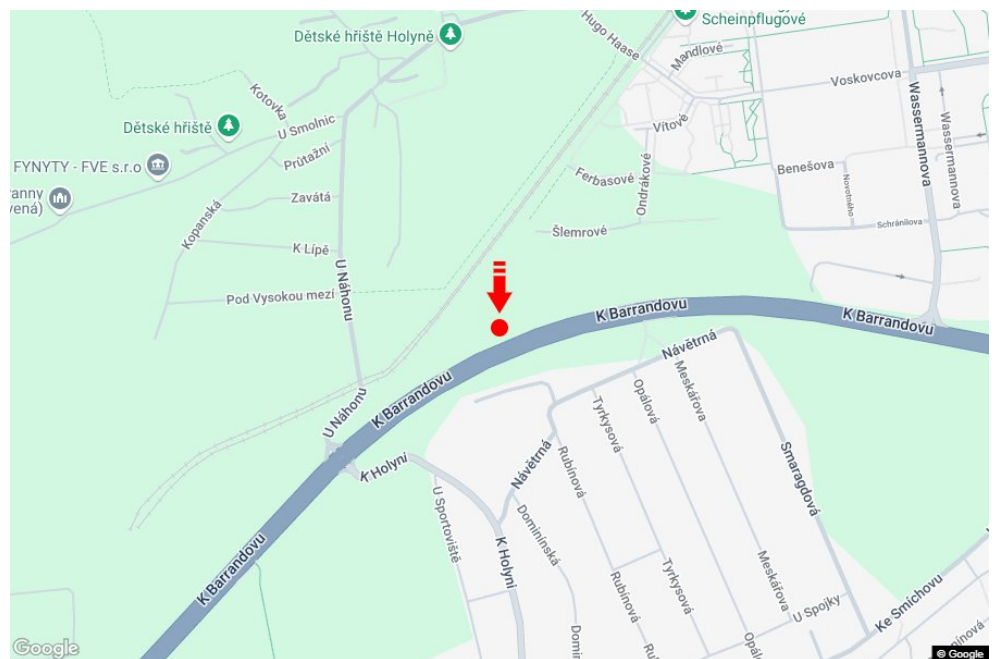 Scheinpflugové
Dětské hřiště Holyně
Hugo Haase
Mandlové
Voskovcova
Kotovka
Wassermannova
Wassermannova
U Smolnic
Dětské hřiště
Vítové
FYNYTY - FVE s.r.o
Průtažní
Benešova
Ferbasové
Ondrákové
Novotného
vranny
vená)
Zavátá
Kopanská
Schránilova
Šlemrové
K Lípě
U Náhonu
Pod Vysokou mezí
K Barrandovu
K Barrandovu
Návětrná
Meskářova
Opálová
K Barrandovu
Tyrkysová
U Náhonu
Rubínová
Návětrná
Smaragdová
K Holyni
U Sportoviště
Dominínská
K Holyni
K Barrandovu
Rubínová
Tyrkysová
Meskářova
U Spojky
Ke Smíchovu
Google
© Google